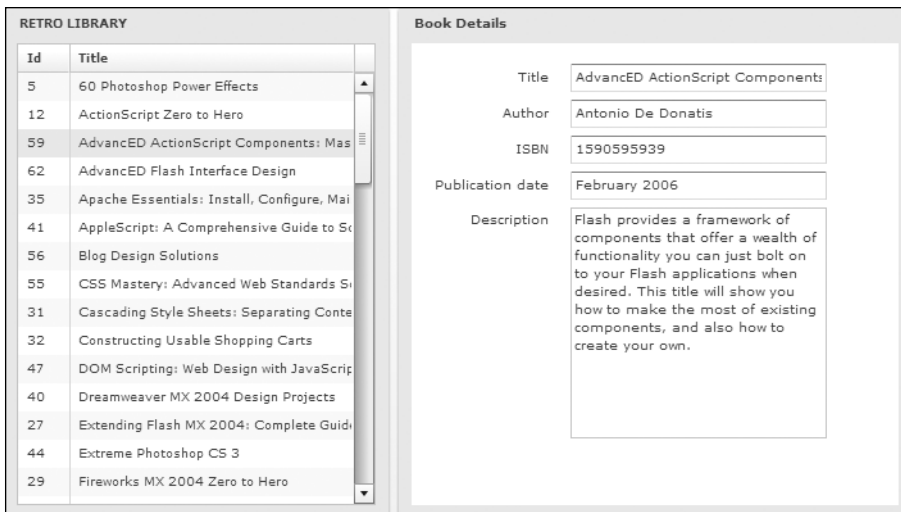 RETRO LIBRARY
Id Title
5 60 Photoshop Power Effects
12 ActionScript Zero to Hero
59 AdvancED ActionScript Components: Mas
62 AdvancED Flash Interface Design
35 Apache Essentials: Install, Configure, Mai
41 AppleScript: A Comprehensive Guide to
56 Blog Design Solutions
55 CSS Mastery: Advanced Web Standards
31 Cascading Style Sheets: Separating Conte
32 Constructing Usable Shopping Carts
47 DOM Scripting: Web Design with JavaScrip
40 Dreamweaver MX 2004 Design Projects
27 Extending Flash MX 2004: Complete Guid
44 Extreme Photoshop CS 3
29 Fireworks MX 2004 Zero to Hero
Book Details
Title AdvancED ActionScript Components
Author Antonio De Donatis
ISBN 1590595939
Publication date February 2006
Description Flash provides a framework of
components that offer a wealth of
functionality you can just bolt on
to your Flash applications when
desired. This title will show you
how to make the most of existing
components, and also how to
create your own.